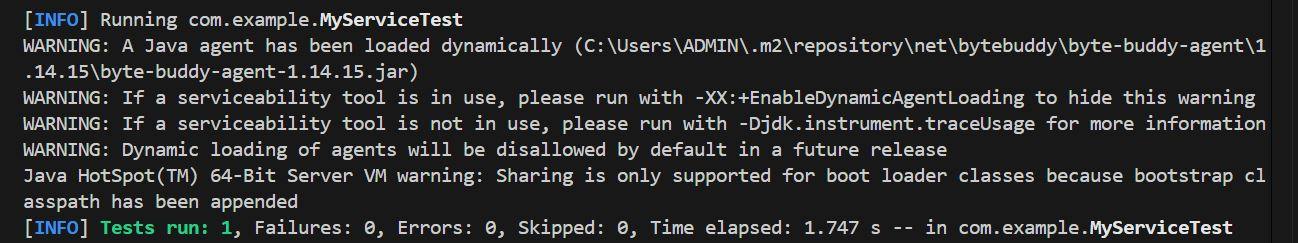 [INFO] Running com.example.MyServiceTest
WARNING: A Java agent has been loaded dynamically (C:\Users\ADMIN\.m2\repository\net\bytebuddy\byte-buddy-agent\1
.14.15\byte-buddy-agent-1.14.15.jar)
WARNING: If a serviceability tool is in use, please run with -XX:+EnableDynamicAgentLoading to hide this warning
WARNING: If a serviceability tool is not in use, please run with -Djdk.instrument.traceUsage for more information
WARNING: Dynamic loading of agents will be disallowed by default in a future release
Java HotSpot(TM) 64-Bit Server VM warning: Sharing is only supported for boot loader classes because bootstrap cl
asspath has been appended
[INFO] Tests run: 1, Failures: 0, Errors: 0, Skipped: 0, Time elapsed: 1.747 s -- in com.example.MyServiceTest